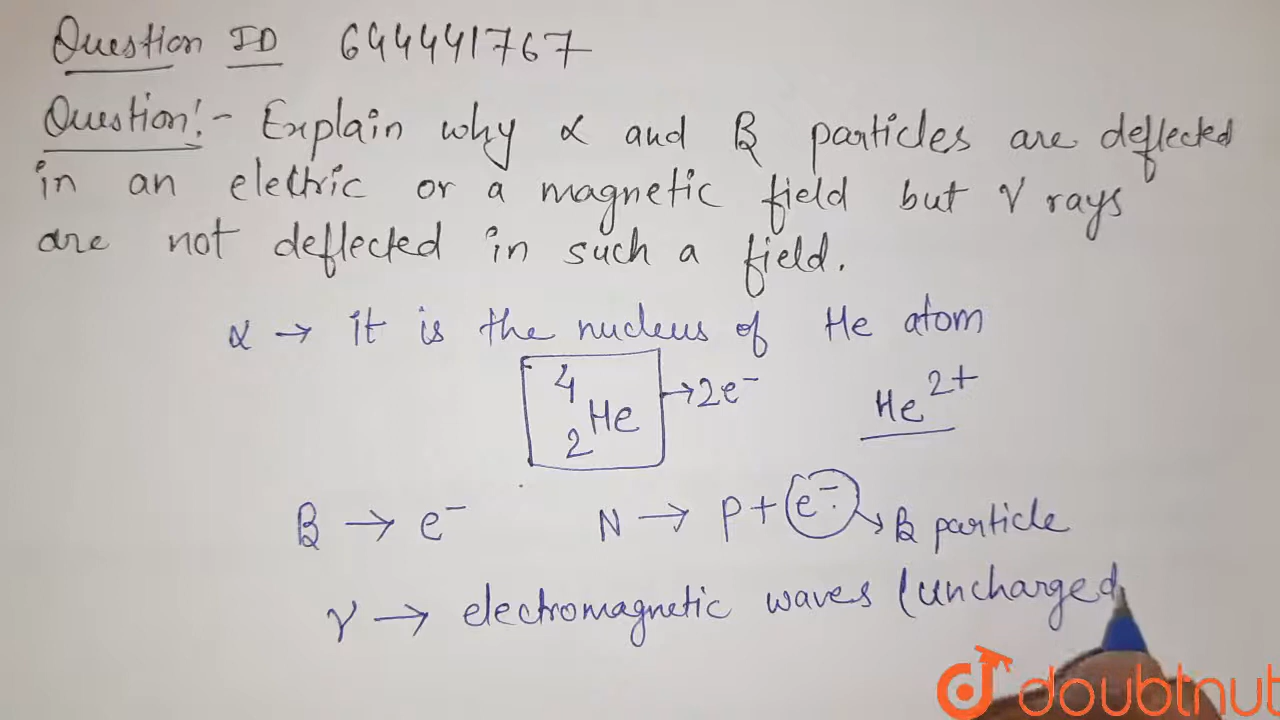 Question ID 644441767
Question:- Explain why α and β particles are deflected
in an electric or a magnetic field but γ rays
are not deflected in such a field.
α → it is the nucleus of He atom
4 2 He → 2e⁻ He²⁺
β → e⁻ N → p + e⁻ → β particle
γ → electromagnetic waves (uncharged
doubtnut